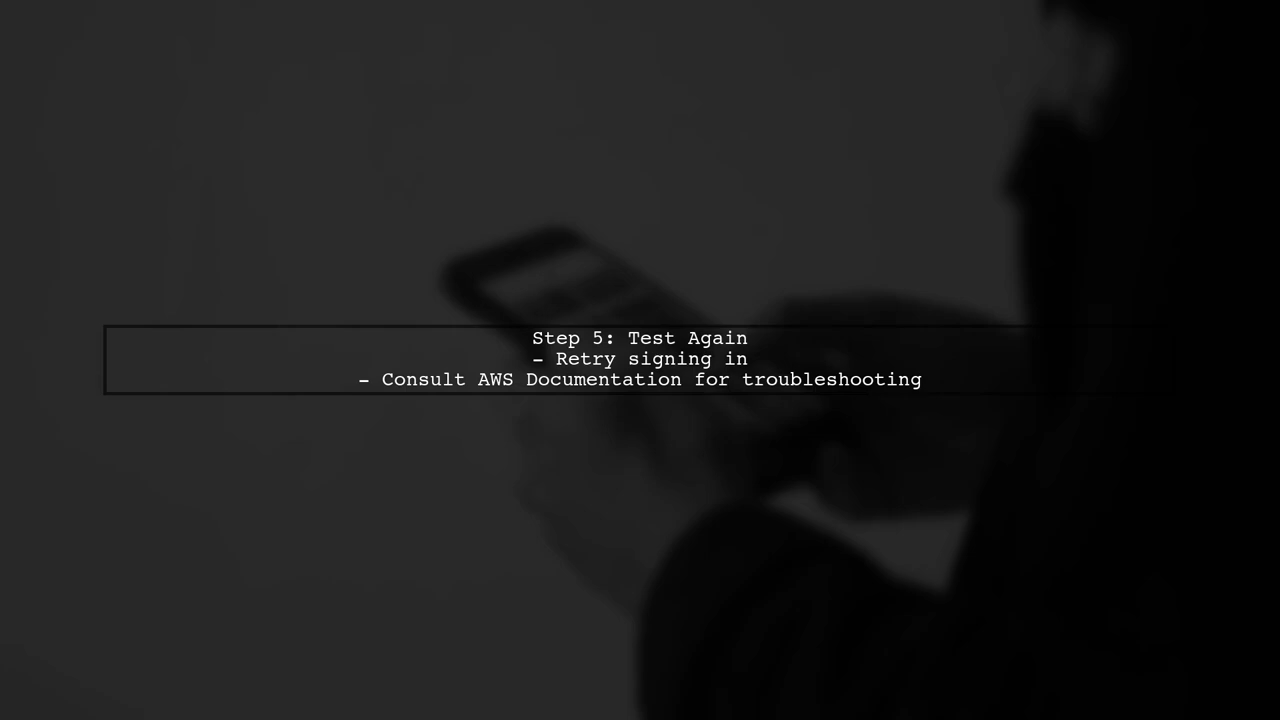 Step 5: Test Again
– Retry signing in
– Consult AWS Documentation for troubleshooting